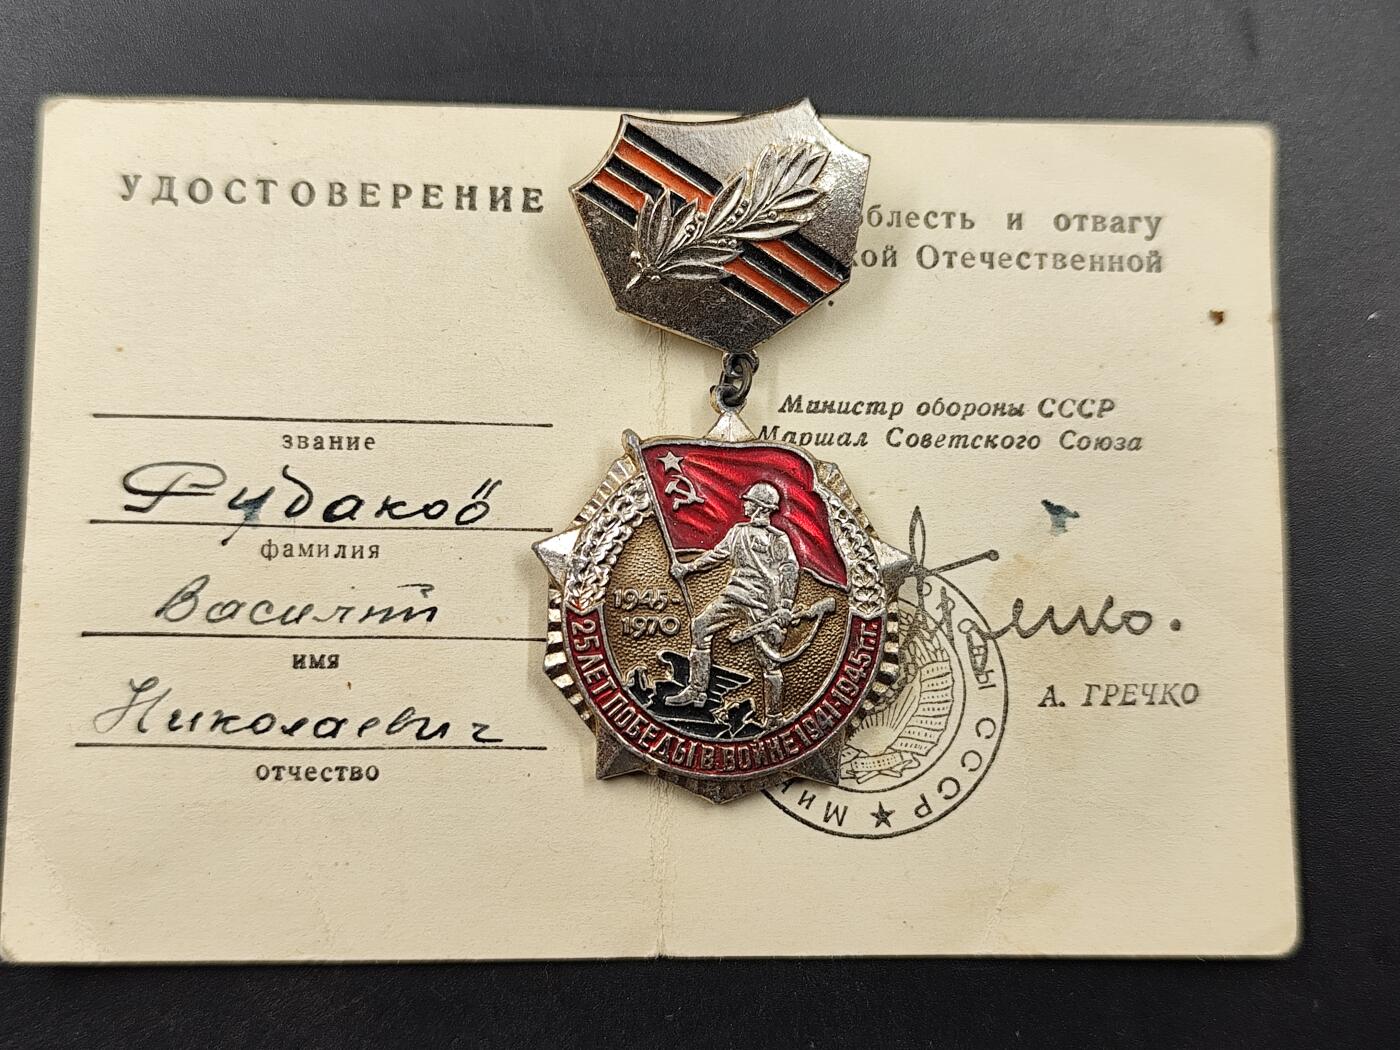 УДОСТОВЕРЕНИЕ
звание
Рудаков
фамилия
Василий
имя
Николаевич
отчество
облесть и отвагу
кой Отечественной
Министр обороны СССР
Маршал Советского Союза
А. ГРЕЧКО
СССР ★ Мин
1945-
1970
25 ЛЕТ ПОБЕДЫ В ВОЙНЕ 1941-1945 г.г.